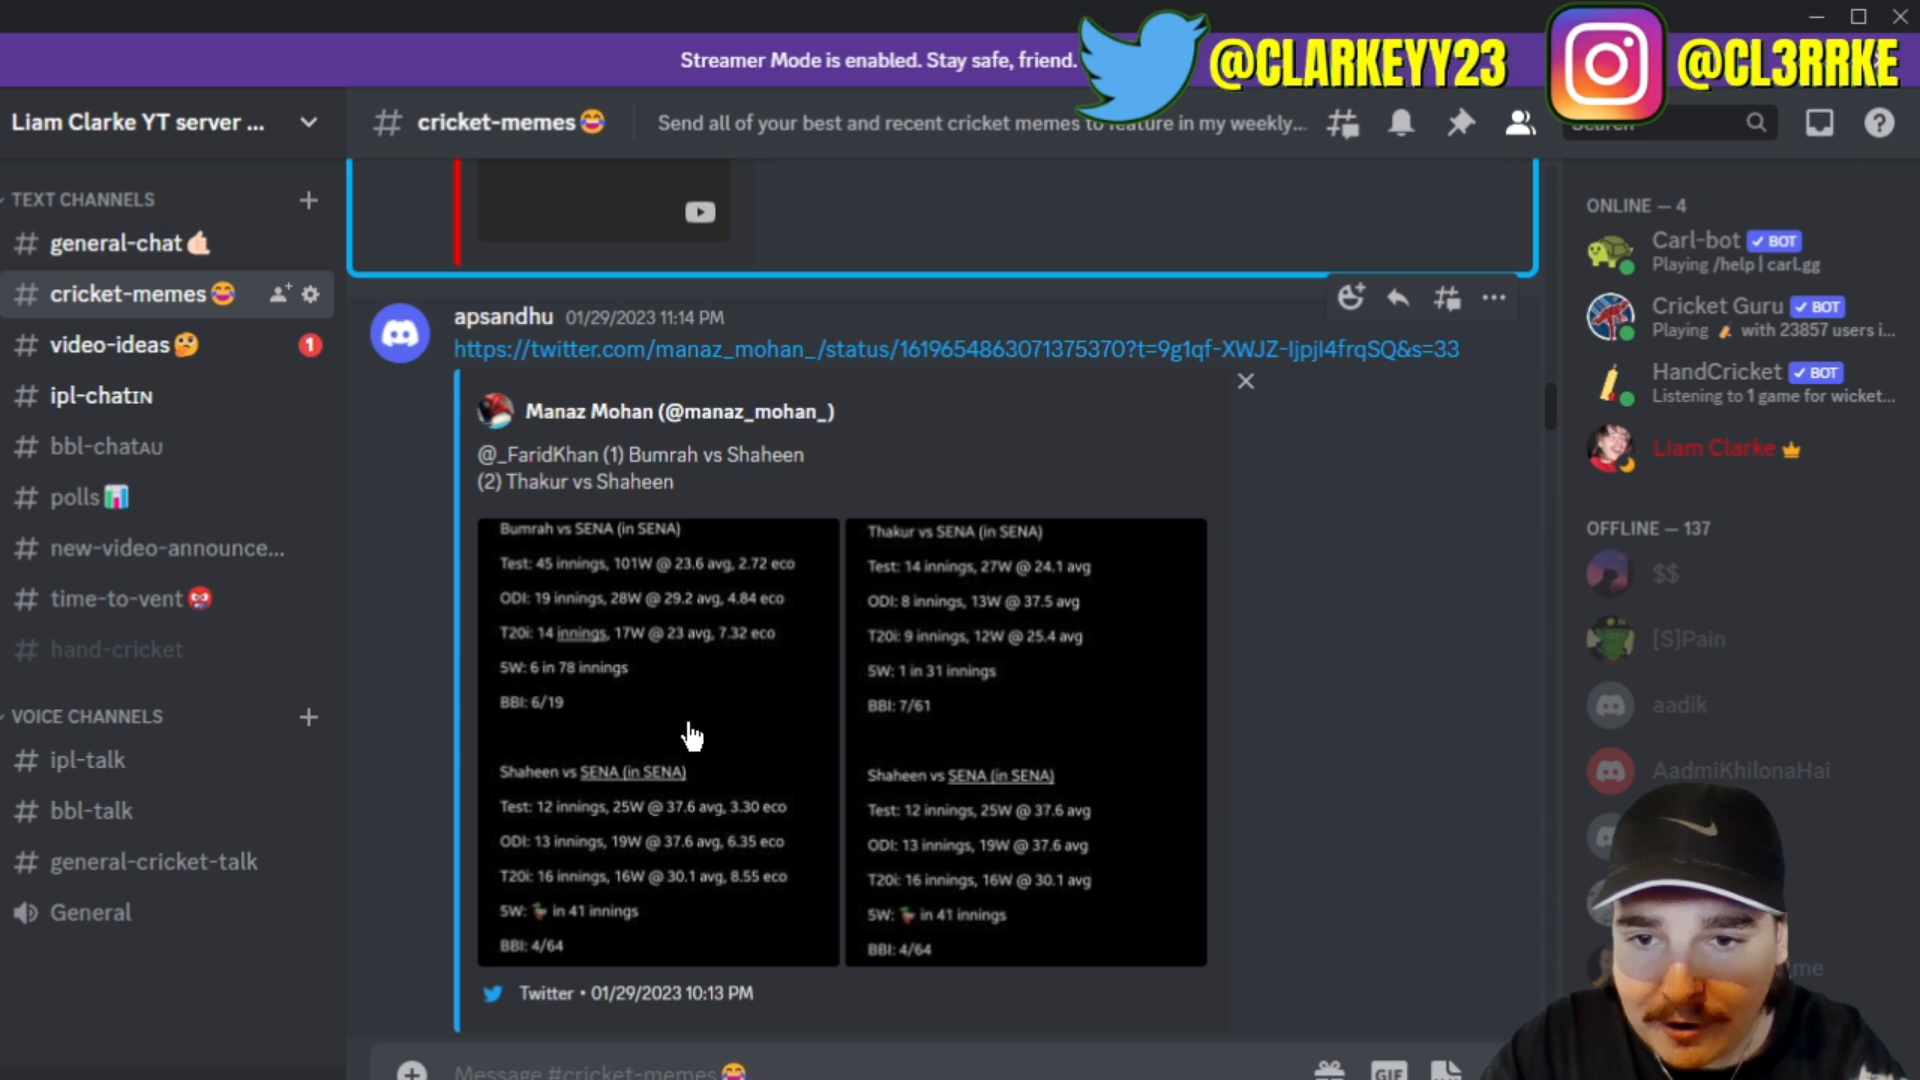 Streamer Mode is enabled. Stay safe, friend.
@CLARKEYY23
@CL3RRKE
Liam Clarke YT server ...
# cricket-memes😂
Send all of your best and recent cricket memes to feature in my weekly...
TEXT CHANNELS
# general-chat🤙🏻
# cricket-memes😂
# video-ideas🤔
1
# ipl-chatɪɴ
# bbl-chatᴀᴜ
# polls📊
# new-video-announce...
# time-to-vent👹
# hand-cricket
VOICE CHANNELS
# ipl-talk
# bbl-talk
# general-cricket-talk
General
apsandhu 01/29/2023 11:14 PM
https://twitter.com/manaz_mohan_/status/1619654863071375370?t=9g1qf-XWJZ-IjpjI4frqSQ&s=33
Manaz Mohan (@manaz_mohan_)
@_FaridKhan (1) Bumrah vs Shaheen
(2) Thakur vs Shaheen
Bumrah vs SENA (in SENA)
Test: 45 innings, 101W @ 23.6 avg, 2.72 eco
ODI: 19 innings, 28W @ 29.2 avg, 4.84 eco
T20i: 14 innings, 17W @ 23 avg, 7.32 eco
5W: 6 in 78 innings
BBI: 6/19
Shaheen vs SENA (in SENA)
Test: 12 innings, 25W @ 37.6 avg, 3.30 eco
ODI: 13 innings, 19W @ 37.6 avg, 6.35 eco
T20i: 16 innings, 16W @ 30.1 avg, 8.55 eco
5W: 🦆 in 41 innings
BBI: 4/64
Thakur vs SENA (in SENA)
Test: 14 innings, 27W @ 24.1 avg
ODI: 8 innings, 13W @ 37.5 avg
T20i: 9 innings, 12W @ 25.4 avg
5W: 1 in 31 innings
BBI: 7/61
Shaheen vs SENA (in SENA)
Test: 12 innings, 25W @ 37.6 avg
ODI: 13 innings, 19W @ 37.6 avg
T20i: 16 innings, 16W @ 30.1 avg
5W: 🦆 in 41 innings
BBI: 4/64
Twitter • 01/29/2023 10:13 PM
Message #cricket-memes😂
GIF
Search
ONLINE — 4
Carl-bot ✓ BOT
Playing /help | carl.gg
Cricket Guru ✓ BOT
Playing 🏏 with 23857 users i...
HandCricket ✓ BOT
Listening to 1 game for wicket...
Liam Clarke
OFFLINE — 137
$$
[S]Pain
aadik
AadmiKhilonaHai
me